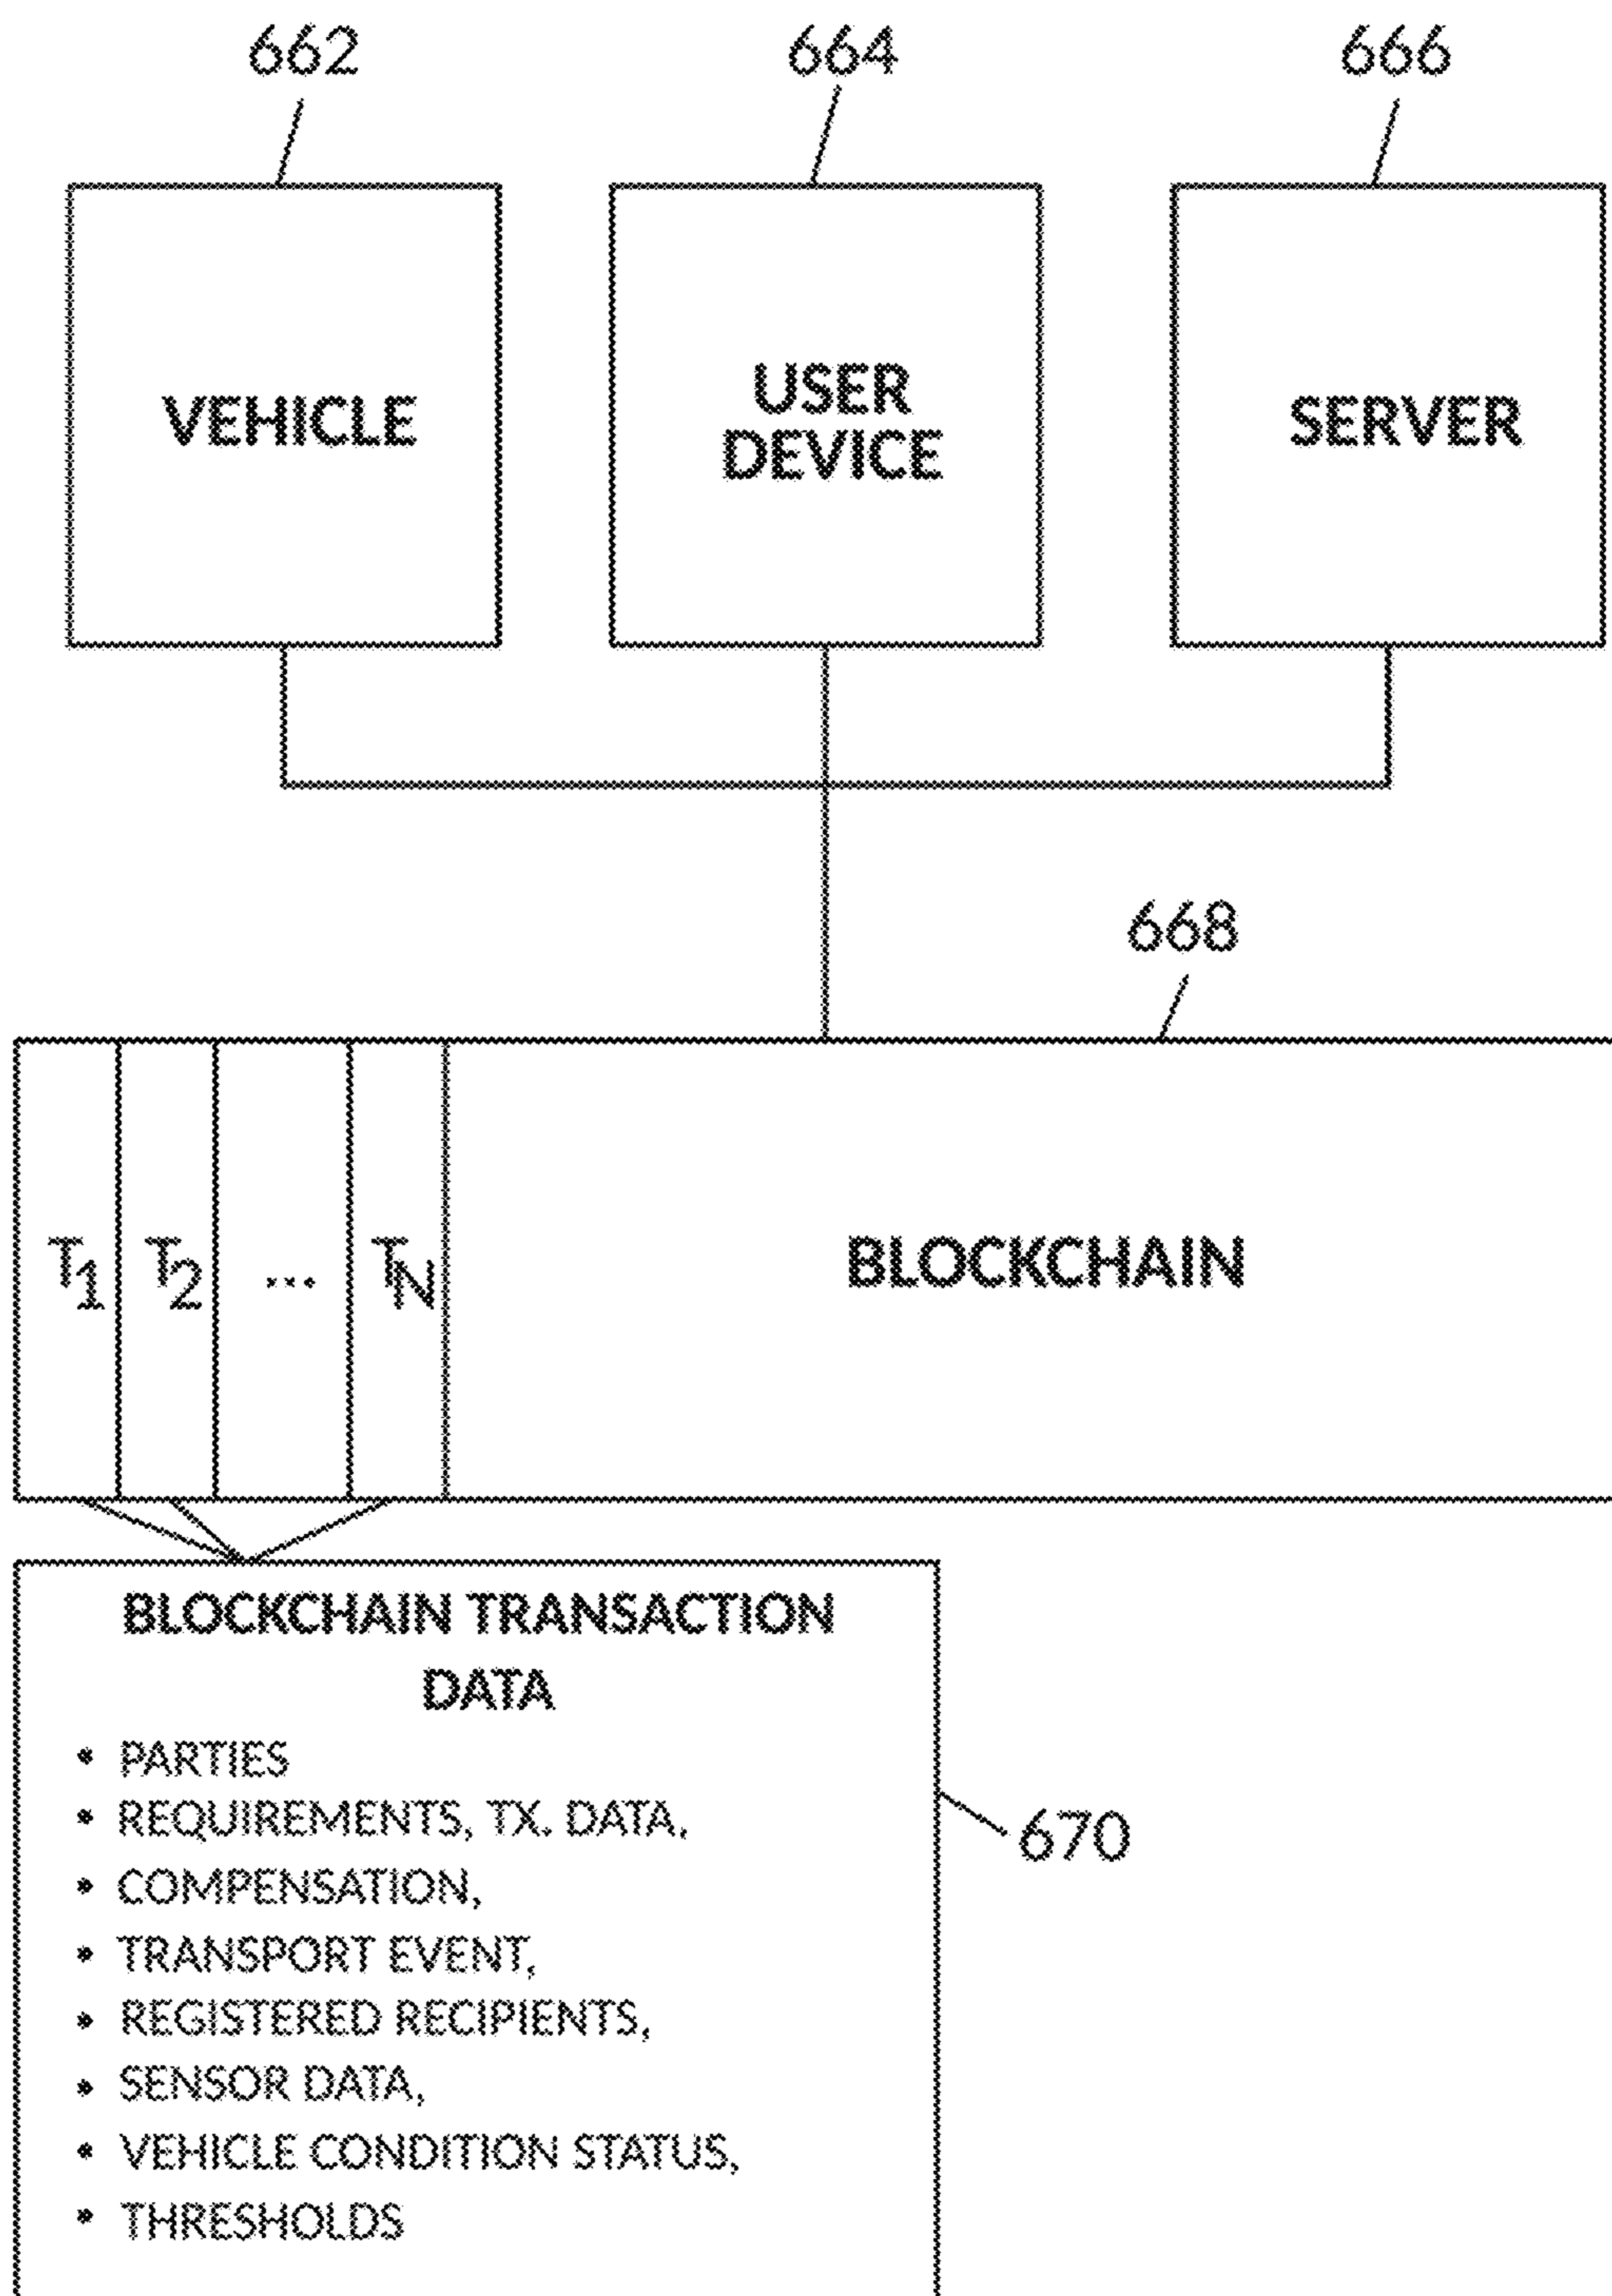 662 664 666
VEHICLE
USER
DEVICE
SERVER
668
T1 T2 ... TN
BLOCKCHAIN
BLOCKCHAIN TRANSACTION
DATA
• PARTIES
• REQUIREMENTS, TX. DATA,
• COMPENSATION,
• TRANSPORT EVENT,
• REGISTERED RECIPIENTS,
• SENSOR DATA,
• VEHICLE CONDITION STATUS,
• THRESHOLDS
670